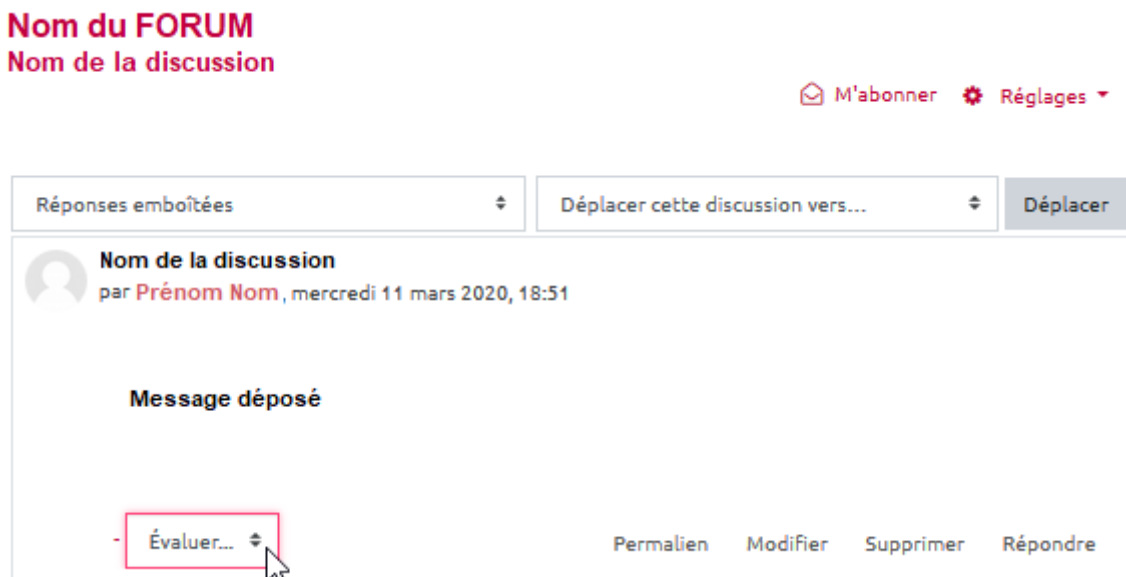 Nom du FORUM
Nom de la discussion
M'abonner Réglages
Réponses emboîtées Déplacer cette discussion vers... Déplacer
Nom de la discussion
par Prénom Nom, mercredi 11 mars 2020, 18:51
Message déposé
- Évaluer... Permalien Modifier Supprimer Répondre